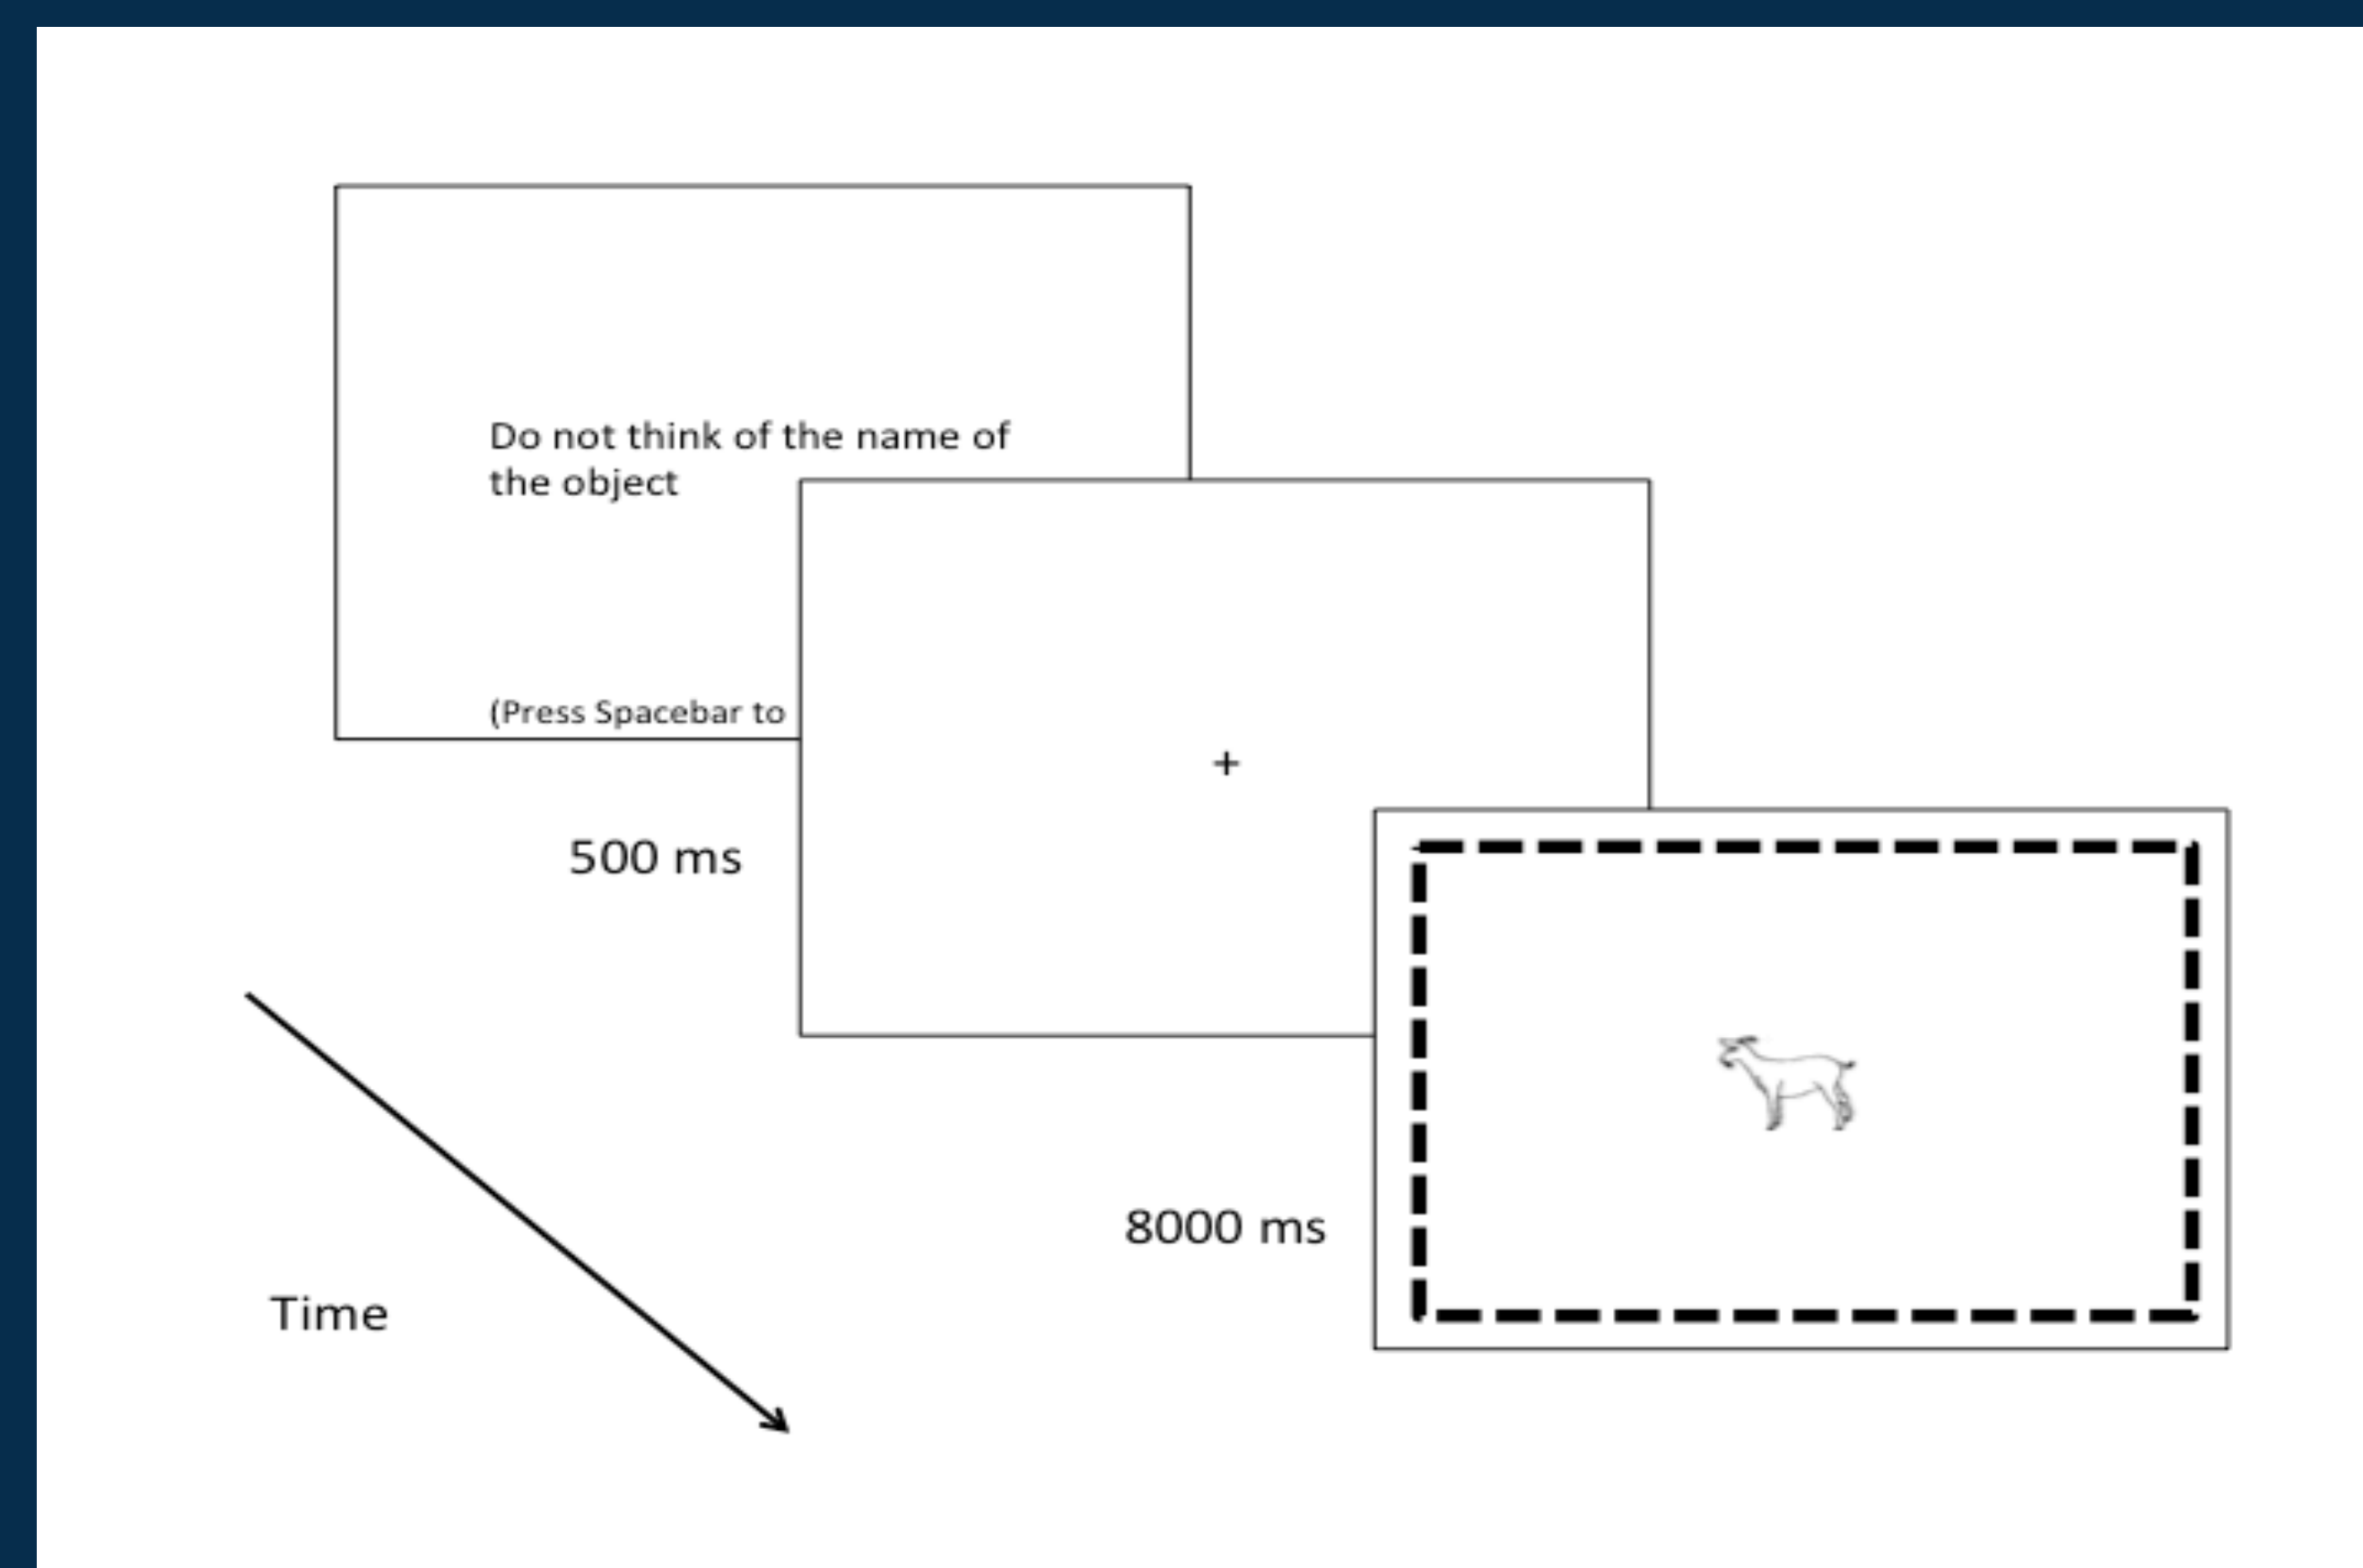 Do not think of the name of
the object
(Press Spacebar to
+
500 ms
8000 ms
Time